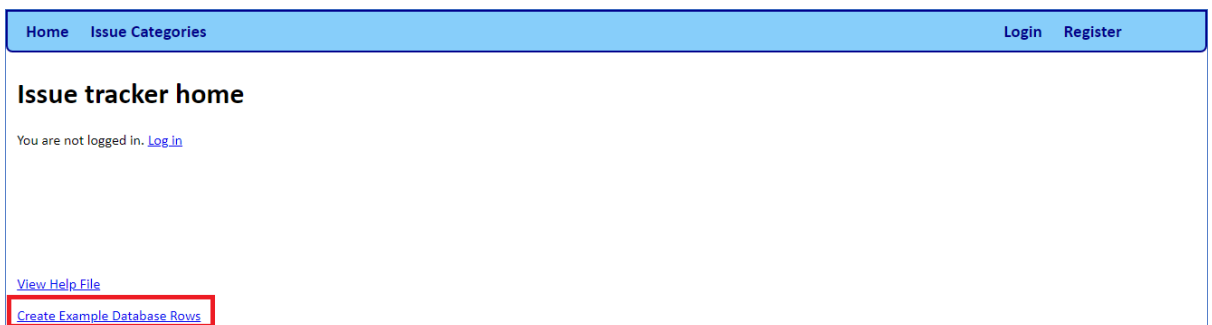 Home Issue Categories Login Register
Issue tracker home
You are not logged in. Log in
View Help File
Create Example Database Rows